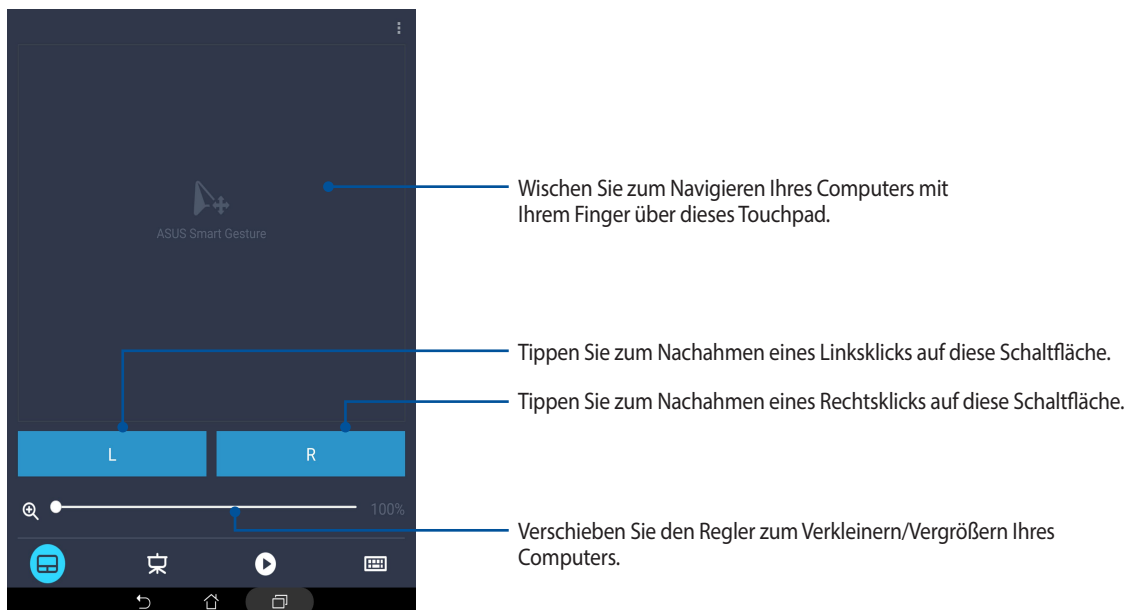 Wischen Sie zum Navigieren Ihres Computers mit
Ihrem Finger über dieses Touchpad.
ASUS Smart Gesture
Tippen Sie zum Nachahmen eines Linksklicks auf diese Schaltfläche.
Tippen Sie zum Nachahmen eines Rechtsklicks auf diese Schaltfläche.
L
R
100%
Verschieben Sie den Regler zum Verkleinern/Vergrößern Ihres
Computers.